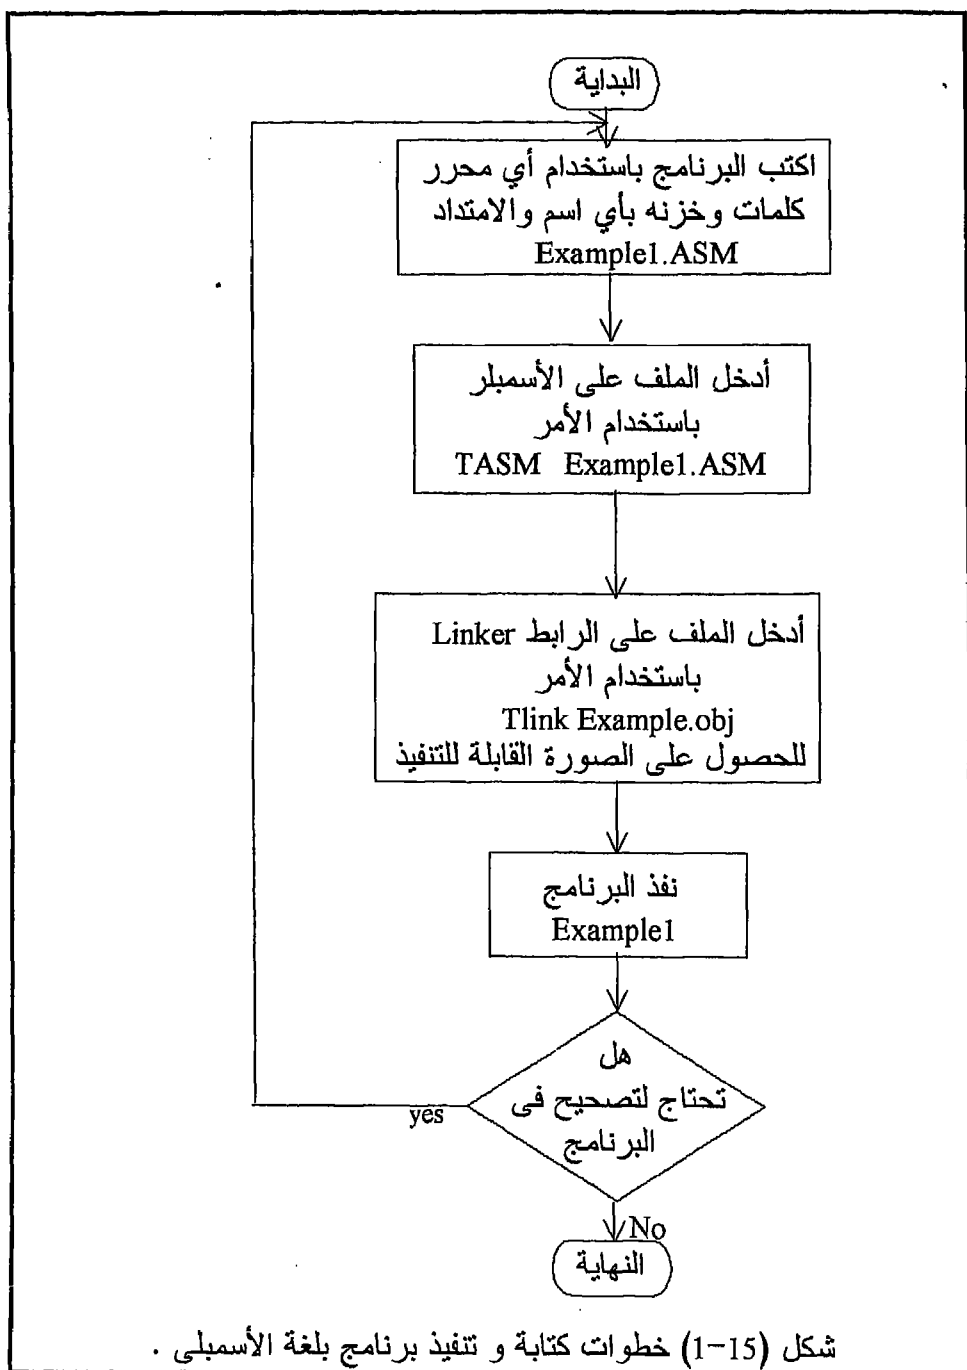 البداية
اكتب البرنامج باستخدام أي محرر
كلمات وخزنه بأي اسم والامتداد
Example1.ASM
أدخل الملف على الأسمبلر
باستخدام الأمر
TASM Example1.ASM
أدخل الملف على الرابط Linker
باستخدام الأمر
Tlink Example.obj
للحصول على الصورة القابلة للتنفيذ
نفذ البرنامج
Example1
هل
تحتاج لتصحيح فى
البرنامج
yes
No
النهاية
شكل (15-1) خطوات كتابة و تنفيذ برنامج بلغة الأسمبلي .